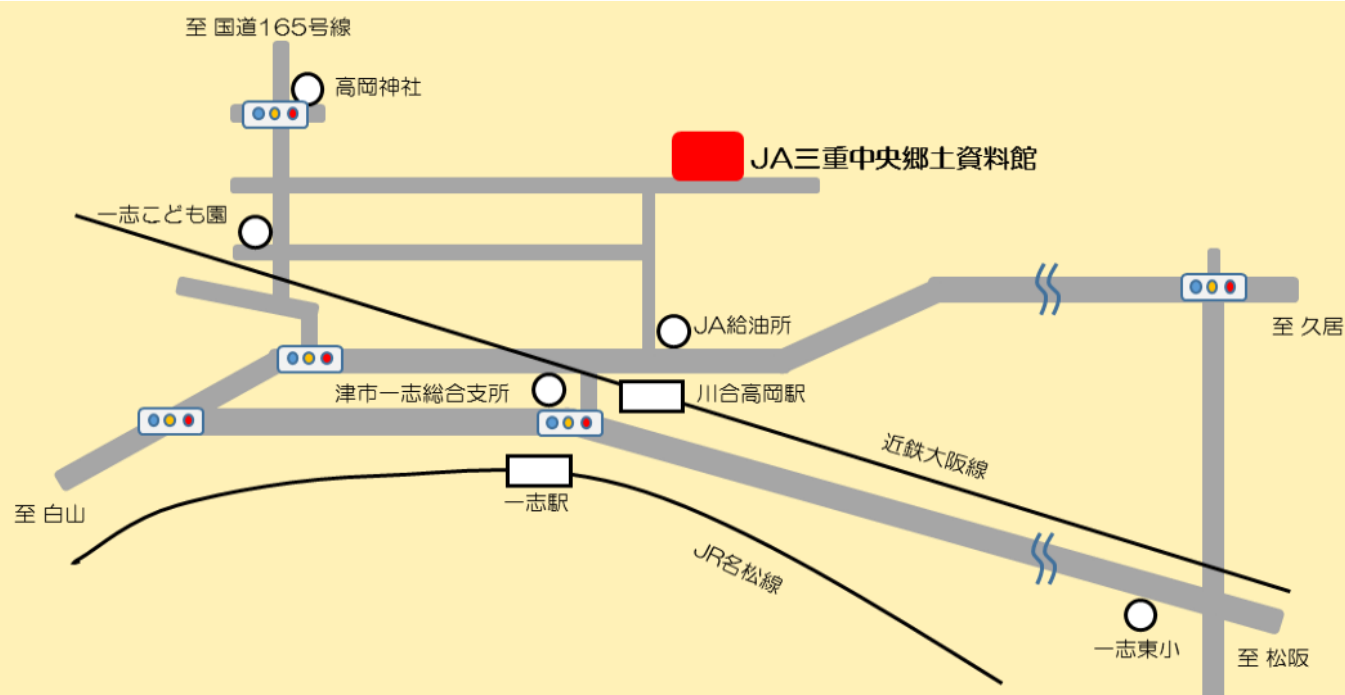 至 国道165号線
高岡神社
JA三重中央郷土資料館
一志こども園
JA給油所
至 久居
津市一志総合支所
川合高岡駅
近鉄大阪線
一志駅
至 白山
JR名松線
一志東小
至 松阪